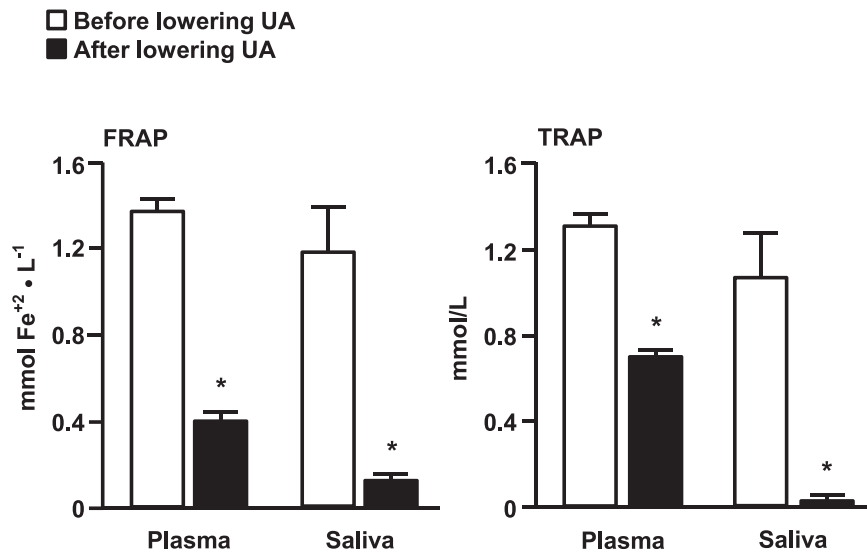 Before lowering UA
After lowering UA
FRAP
1.6
1.2
0.8
0.4
0
mmol Fe⁺² • L⁻¹
*
*
Plasma Saliva
TRAP
1.6
1.2
0.8
0.4
0
mmol/L
*
*
Plasma Saliva